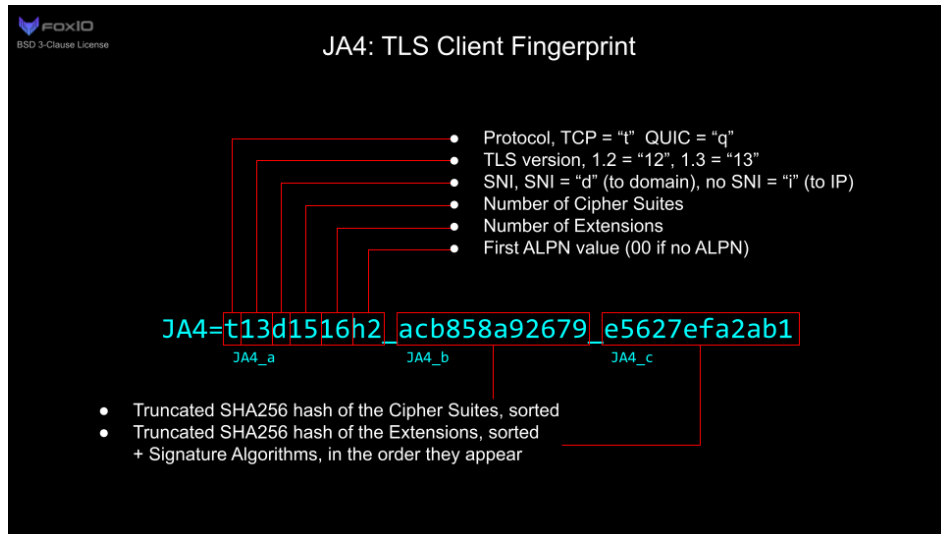 FOXIO
BSD 3-Clause License
JA4: TLS Client Fingerprint
● Protocol, TCP = “t”  QUIC = “q”
● TLS version, 1.2 = “12”, 1.3 = “13”
● SNI, SNI = “d” (to domain), no SNI = “i” (to IP)
● Number of Cipher Suites
● Number of Extensions
● First ALPN value (00 if no ALPN)
JA4=t13d1516h2_acb858a92679_e5627efa2ab1
JA4_a JA4_b JA4_c
● Truncated SHA256 hash of the Cipher Suites, sorted
● Truncated SHA256 hash of the Extensions, sorted
+ Signature Algorithms, in the order they appear